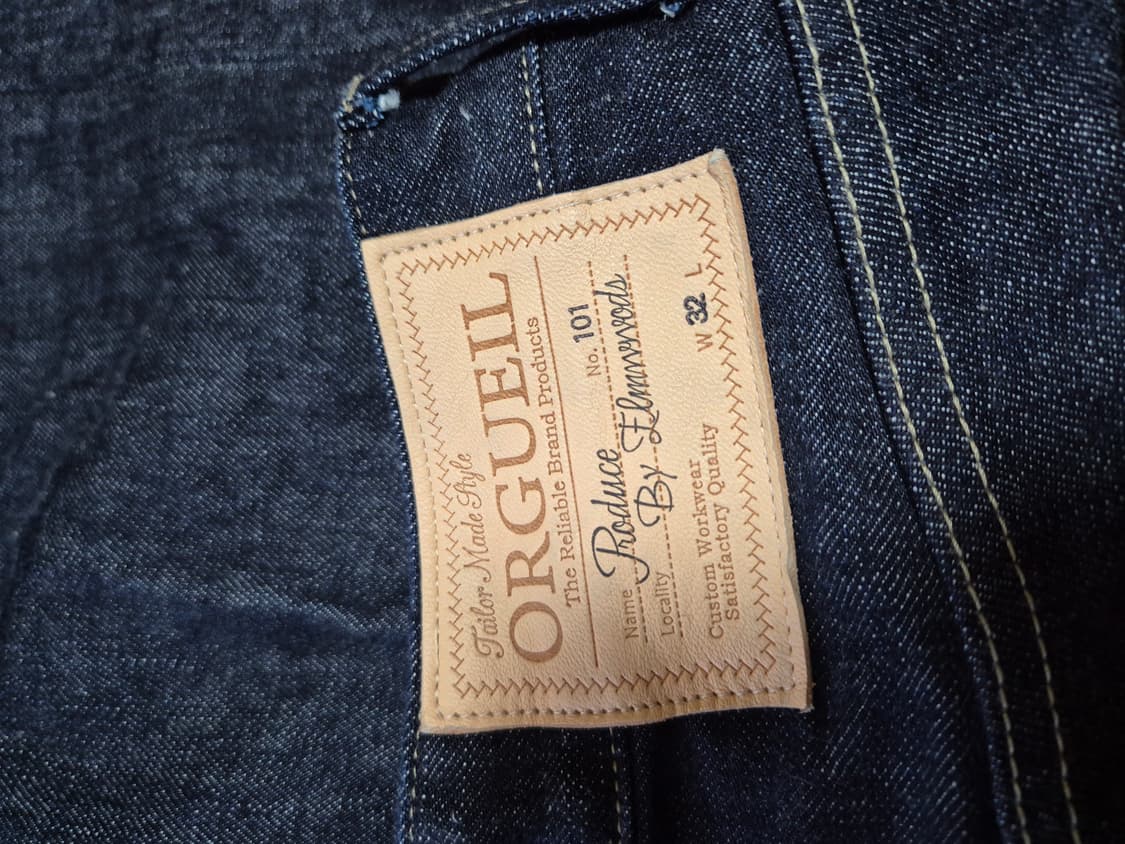 Tailor Made Style
ORGUEIL
The Reliable Brand Products
No. 101
Name Produce
Locality By Elmwwods
Custom Workwear
Satisfactory Quality
W 32 L